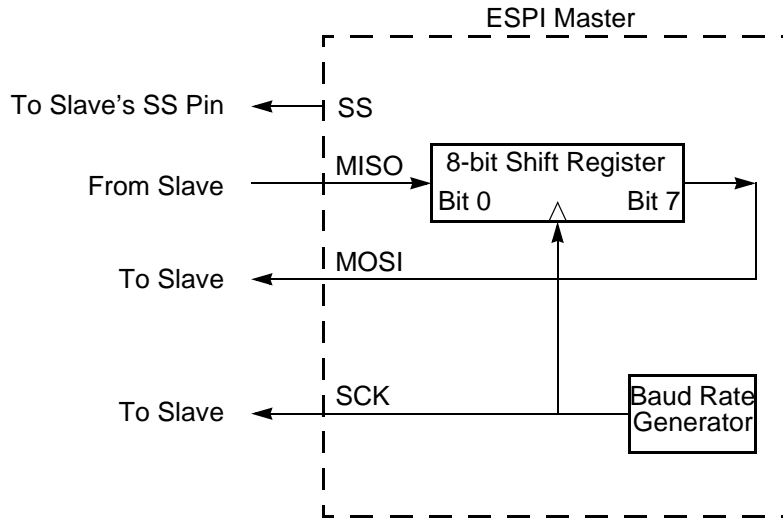 ESPI Master
To Slave's SS Pin
SS
From Slave
MISO
8-bit Shift Register
Bit 0
Bit 7
To Slave
MOSI
To Slave
SCK
Baud Rate
Generator